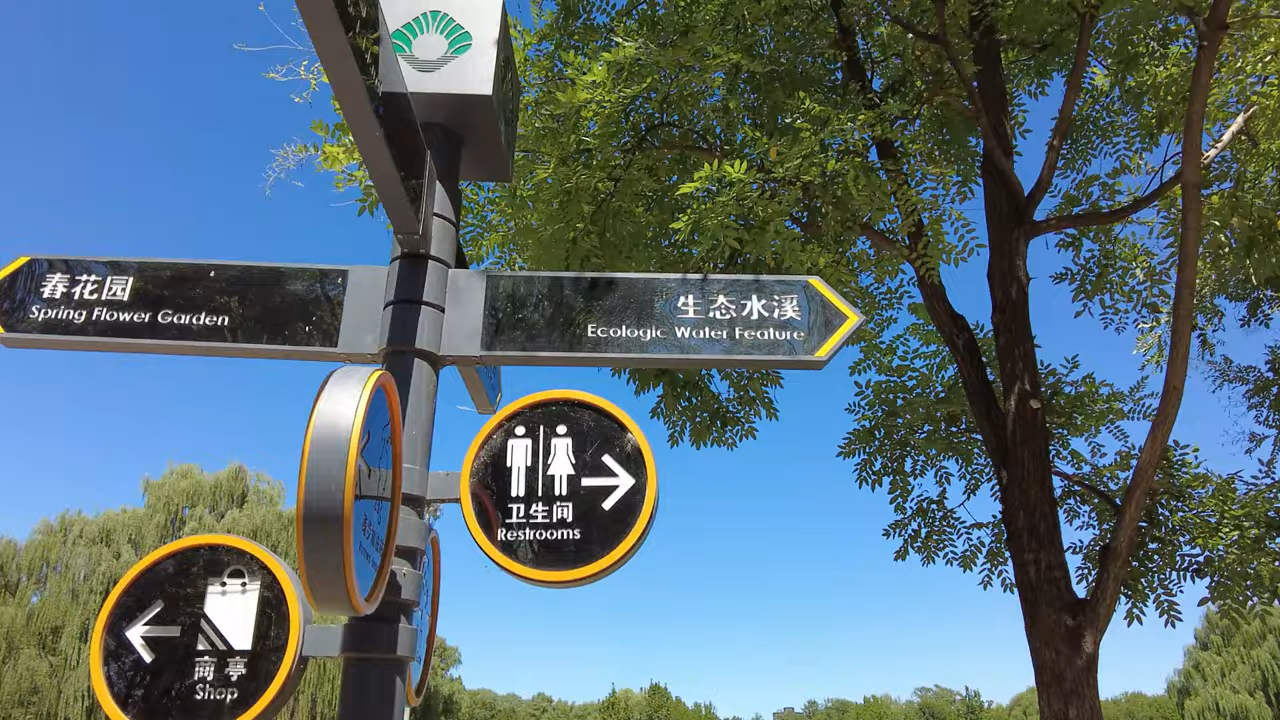 春花园
Spring Flower Garden
生态水溪
Ecologic Water Feature
卫生间
Restrooms
商亭
Shop